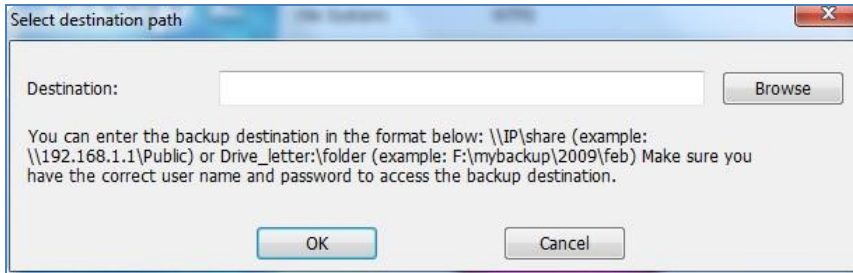 Select destination path
Destination:
Browse
You can enter the backup destination in the format below: \\IP\share (example:
\\192.168.1.1\Public) or Drive_letter:\folder (example: F:\mybackup\2009\feb) Make sure you
have the correct user name and password to access the backup destination.
OK
Cancel